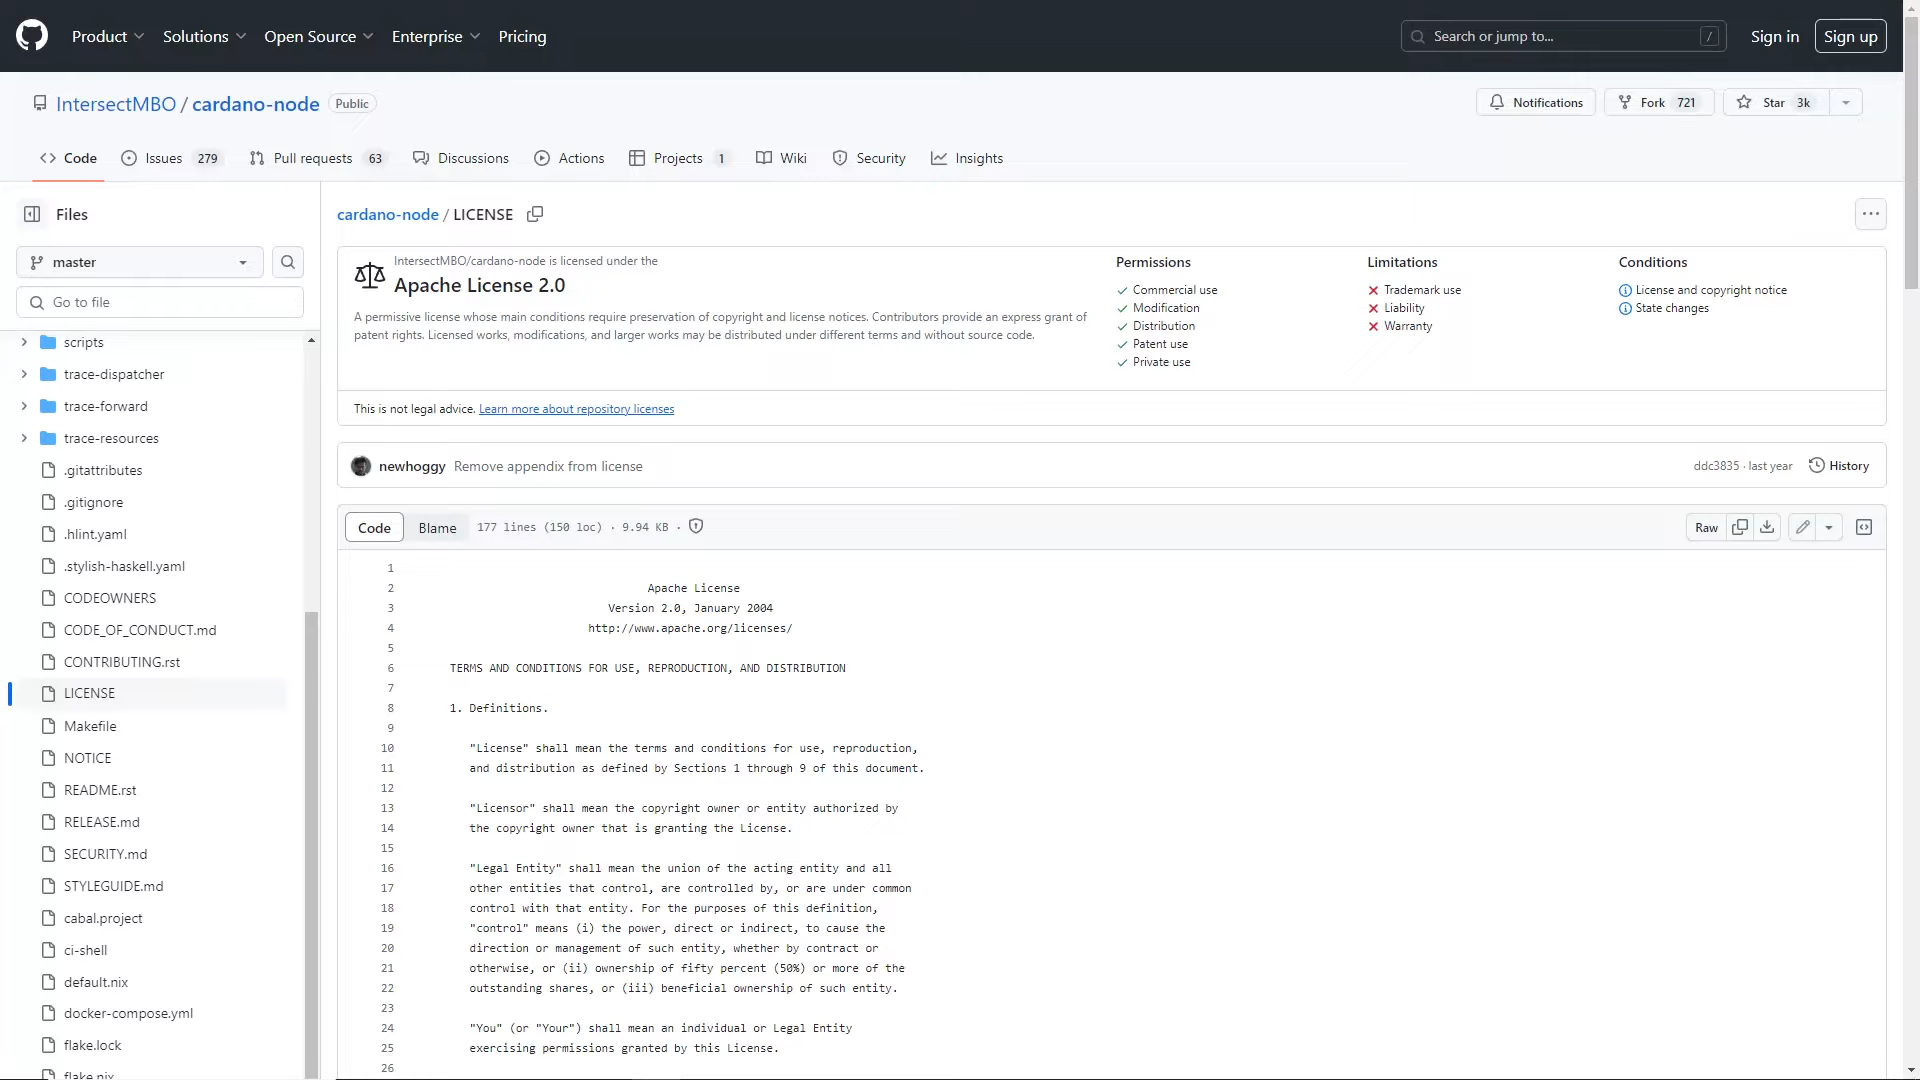 Product
Solutions
Open Source
Enterprise
Pricing
Search or jump to...
/
Sign in
Sign up
IntersectMBO / cardano-node
Public
Notifications
Fork 721
Star 3k
Code
Issues 279
Pull requests 63
Discussions
Actions
Projects 1
Wiki
Security
Insights
Files
master
Go to file
scripts
trace-dispatcher
trace-forward
trace-resources
.gitattributes
.gitignore
.hlint.yaml
.stylish-haskell.yaml
CODEOWNERS
CODE_OF_CONDUCT.md
CONTRIBUTING.rst
LICENSE
Makefile
NOTICE
README.rst
RELEASE.md
SECURITY.md
STYLEGUIDE.md
cabal.project
ci-shell
default.nix
docker-compose.yml
flake.lock
flake.nix
cardano-node / LICENSE
IntersectMBO/cardano-node is licensed under the
Apache License 2.0
A permissive license whose main conditions require preservation of copyright and license notices. Contributors provide an express grant of
patent rights. Licensed works, modifications, and larger works may be distributed under different terms and without source code.
Permissions
Commercial use
Modification
Distribution
Patent use
Private use
Limitations
Trademark use
Liability
Warranty
Conditions
License and copyright notice
State changes
This is not legal advice. Learn more about repository licenses
newhoggy Remove appendix from license
ddc3835 · last year
History
Code
Blame
177 lines (150 loc) · 9.94 KB ·
Raw
1
2 Apache License
3 Version 2.0, January 2004
4 http://www.apache.org/licenses/
5
6 TERMS AND CONDITIONS FOR USE, REPRODUCTION, AND DISTRIBUTION
7
8 1. Definitions.
9
10 "License" shall mean the terms and conditions for use, reproduction,
11 and distribution as defined by Sections 1 through 9 of this document.
12
13 "Licensor" shall mean the copyright owner or entity authorized by
14 the copyright owner that is granting the License.
15
16 "Legal Entity" shall mean the union of the acting entity and all
17 other entities that control, are controlled by, or are under common
18 control with that entity. For the purposes of this definition,
19 "control" means (i) the power, direct or indirect, to cause the
20 direction or management of such entity, whether by contract or
21 otherwise, or (ii) ownership of fifty percent (50%) or more of the
22 outstanding shares, or (iii) beneficial ownership of such entity.
23
24 "You" (or "Your") shall mean an individual or Legal Entity
25 exercising permissions granted by this License.
26